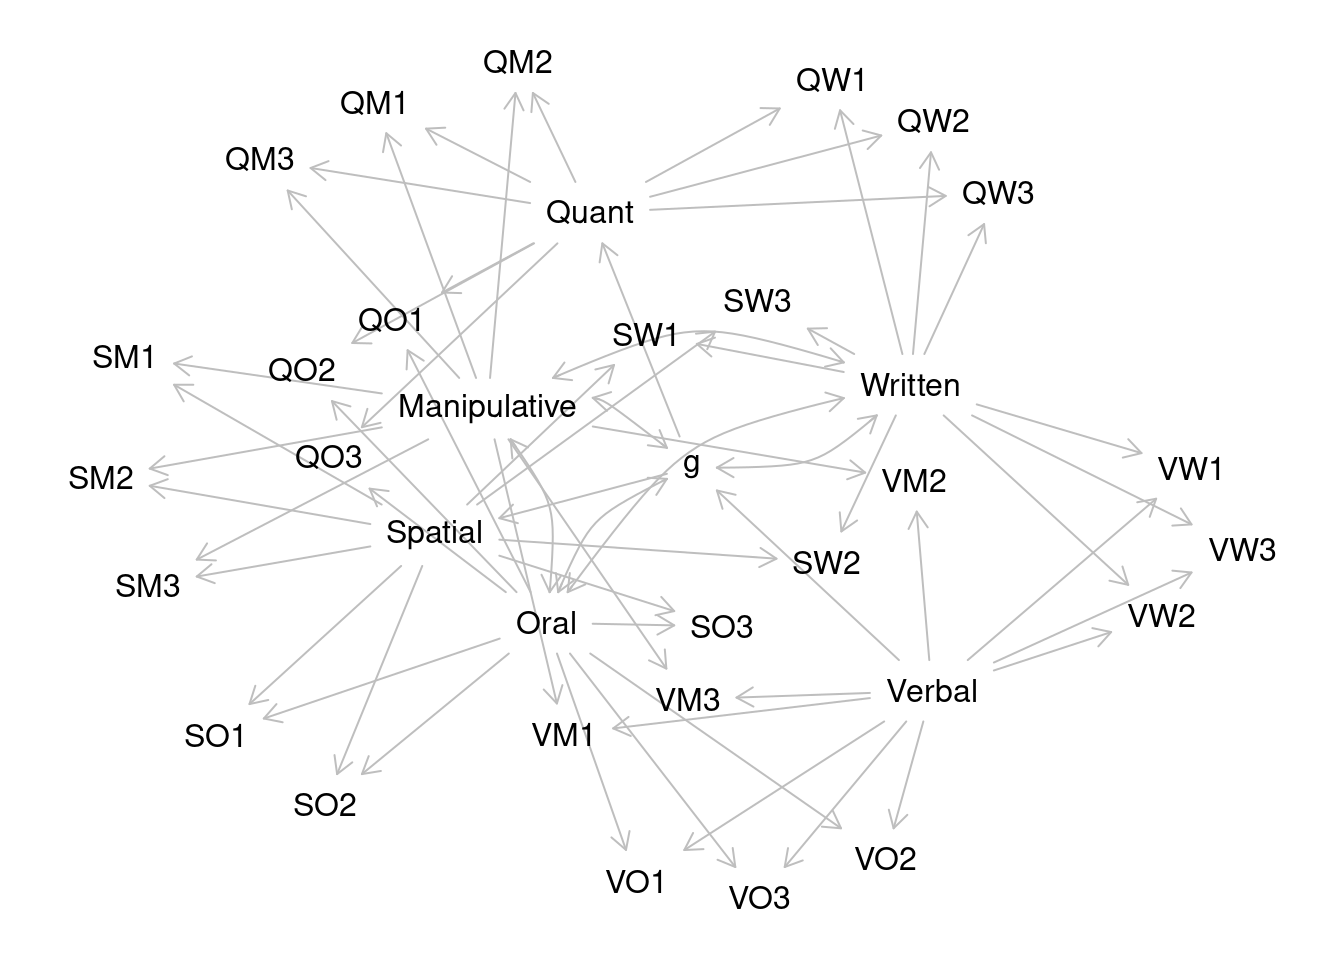 QM2
QW1
QM1
QW2
QM3
QW3
Quant
SW3
QO1
SW1
SM1
QO2
Written
Manipulative
QO3
g
VW1
SM2
VM2
Spatial
VW3
SW2
SM3
VW2
Oral
SO3
Verbal
VM3
SO1
VM1
SO2
VO2
VO1
VO3